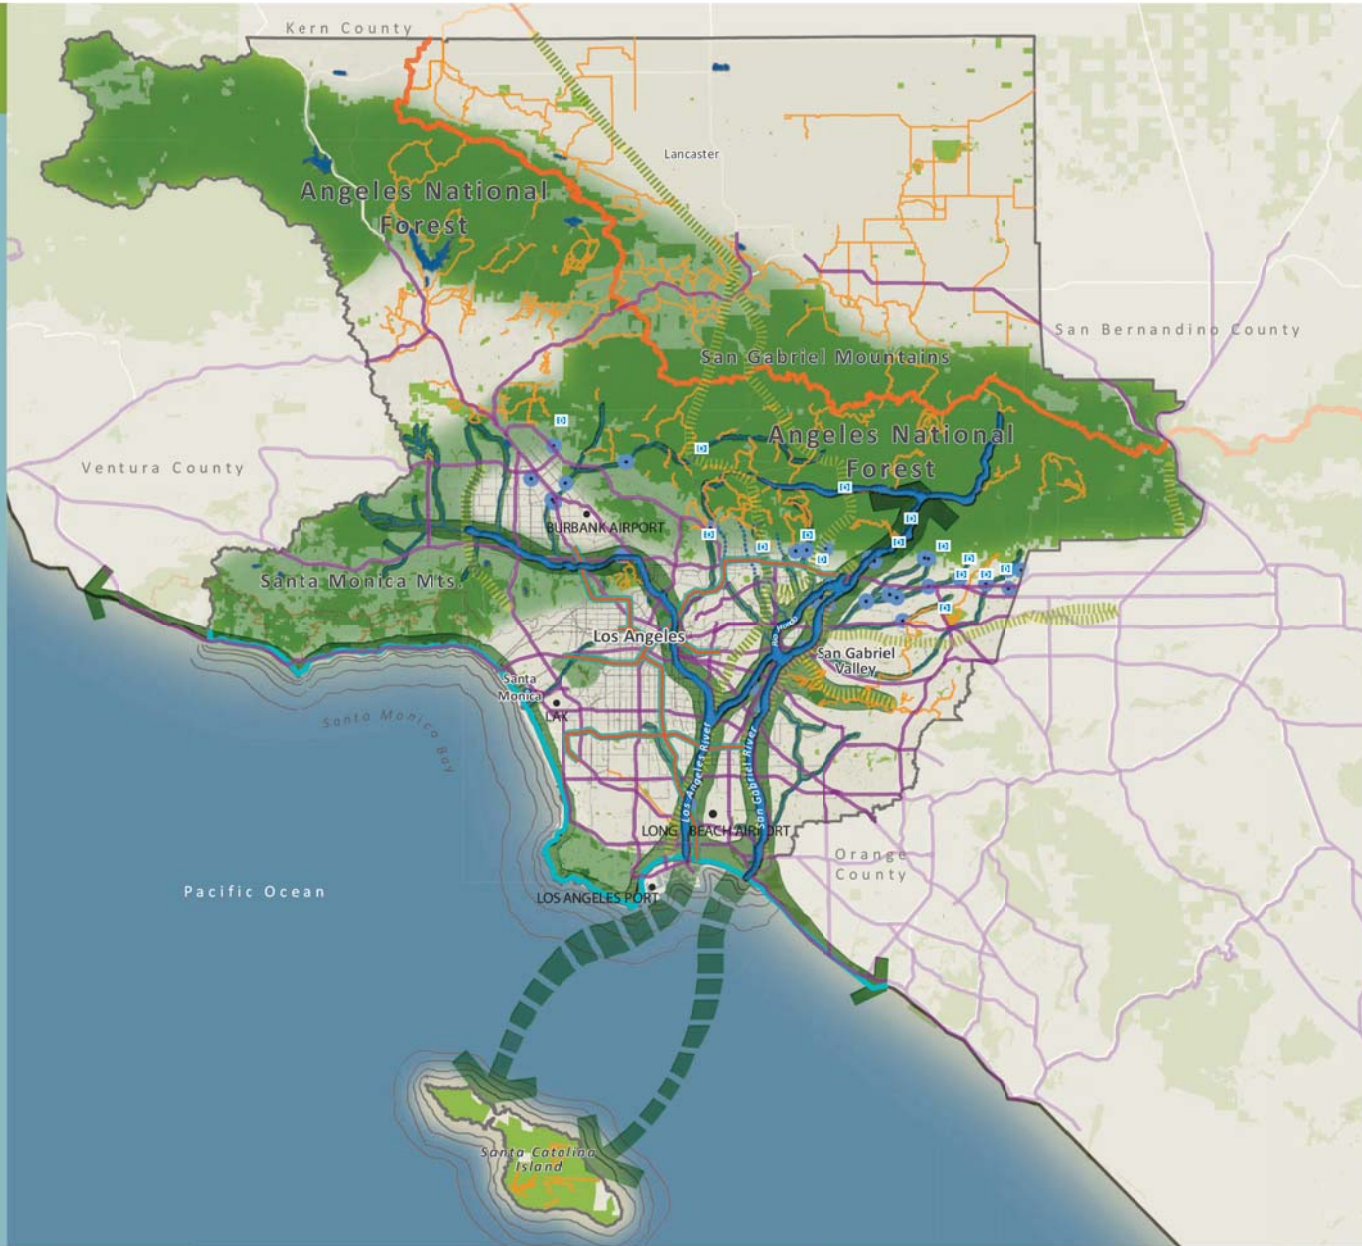 Kern County
Lancaster
Angeles National
Forest
San Bernandino County
San Gabriel Mountains
Angeles National
Forest
Ventura County
D
D
D
D
BURBANK AIRPORT
D
D
D
D
D
D
D
D
D
D
D
Santa Monica Mts.
Los Angeles
Rio Hondo
San Gabriel
Valley
Santa
Monica
LAX
Santa Monica Bay
Los Angeles River
San Gabriel River
LONG BEACH AIRPORT
Orange
County
Pacific Ocean
LOS ANGELES PORT
Santa Catalina
Island